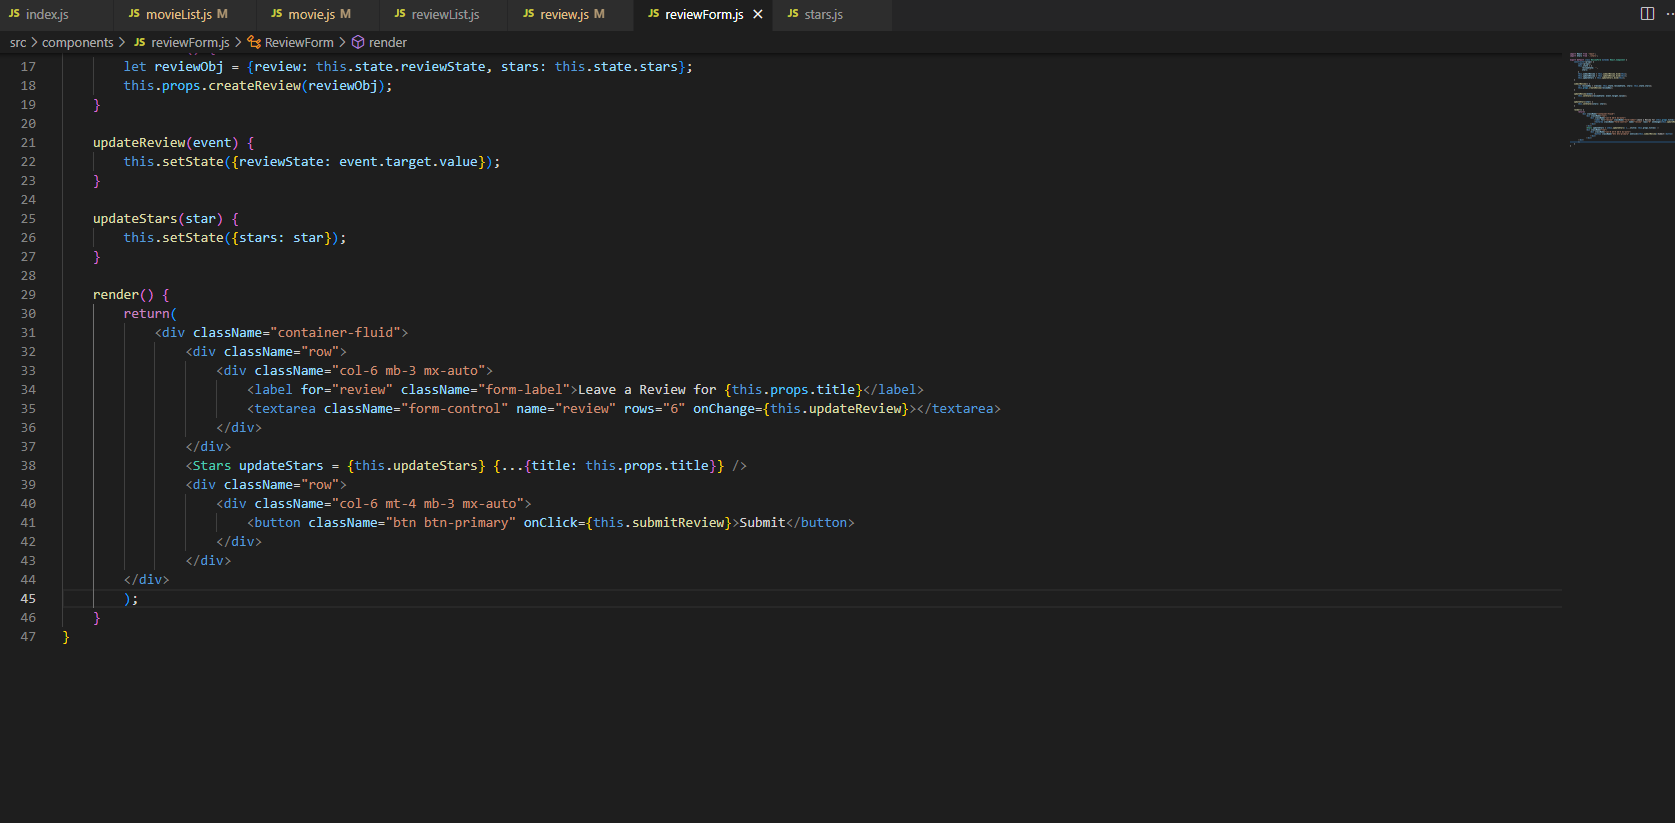 JS index.js JS movieList.js M JS movie.js M JS reviewList.js JS review.js M JS reviewForm.js × JS stars.js
src > components > JS reviewForm.js > ReviewForm > render
17 let reviewObj = {review: this.state.reviewState, stars: this.state.stars};
18 this.props.createReview(reviewObj);
19 }
20
21 updateReview(event) {
22 this.setState({reviewState: event.target.value});
23 }
24
25 updateStars(star) {
26 this.setState({stars: star});
27 }
28
29 render() {
30 return(
31 <div className="container-fluid">
32 <div className="row">
33 <div className="col-6 mb-3 mx-auto">
34 <label for="review" className="form-label">Leave a Review for {this.props.title}</label>
35 <textarea className="form-control" name="review" rows="6" onChange={this.updateReview}></textarea>
36 </div>
37 </div>
38 <Stars updateStars = {this.updateStars} {...{title: this.props.title}} />
39 <div className="row">
40 <div className="col-6 mt-4 mb-3 mx-auto">
41 <button className="btn btn-primary" onClick={this.submitReview}>Submit</button>
42 </div>
43 </div>
44 </div>
45 );
46 }
47 }